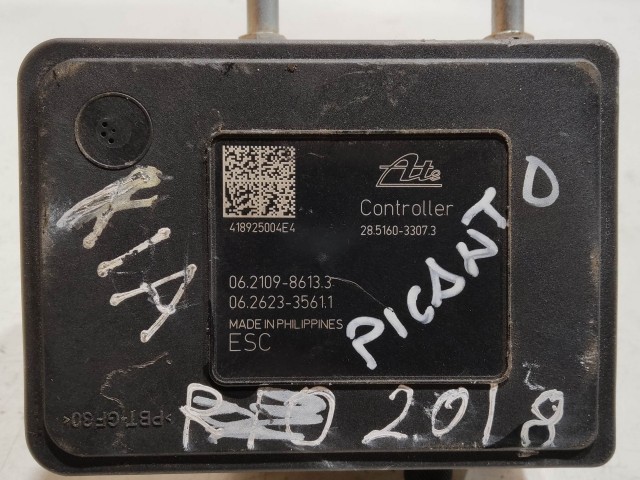 Ate
Controller
418925004E4
28.5160-3307.3
06.2109-8613.3
06.2623-3561.1
MADE IN PHILIPPINES
ESC
KIA
PICANTO
2018
>PBT-GF30<